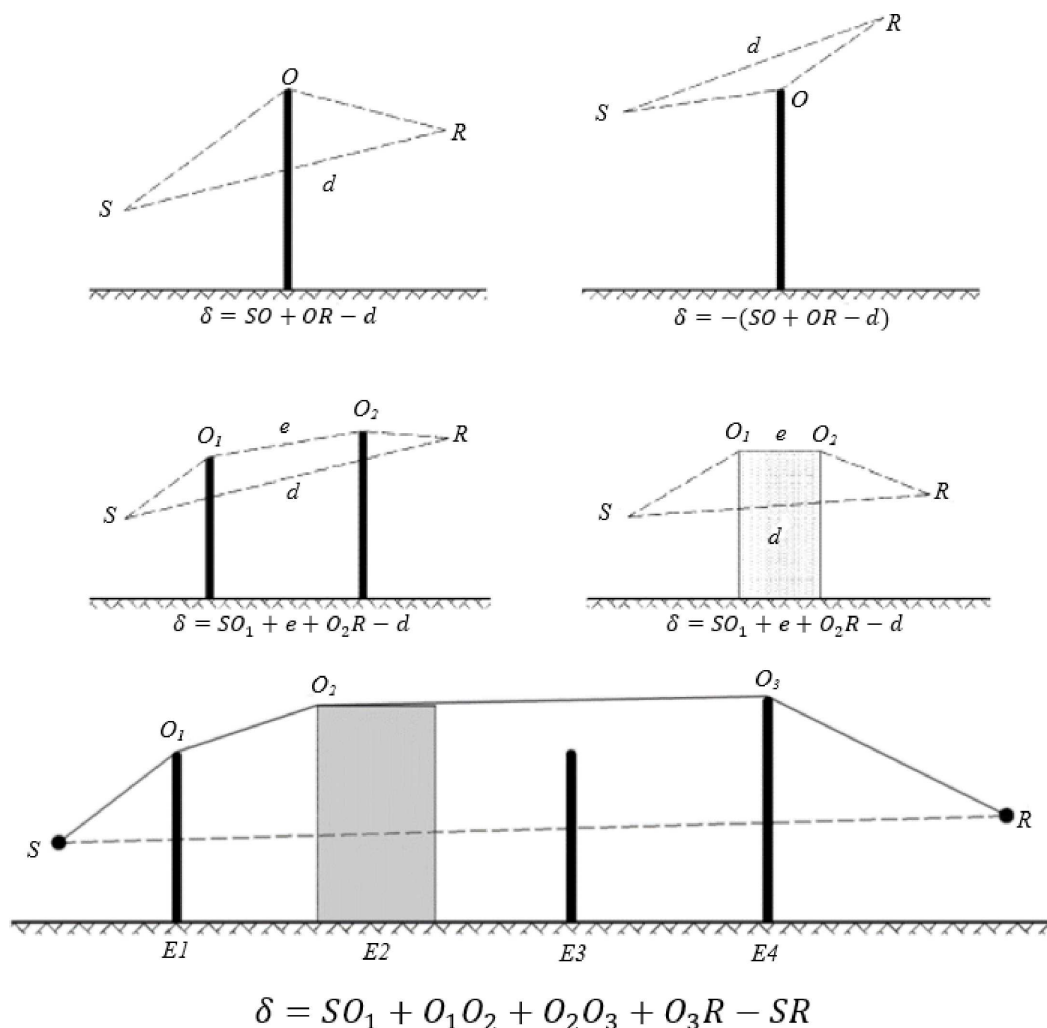 O
d
R
S
O
R
d
S
δ = SO + OR − d
δ = −(SO + OR − d)
O₁
e
O₂
R
d
S
O₁ e O₂
R
S
d
δ = SO₁ + e + O₂R − d
δ = SO₁ + e + O₂R − d
O₁
O₂
O₃
S
R
E1 E2 E3 E4
δ = SO₁ + O₁O₂ + O₂O₃ + O₃R − SR